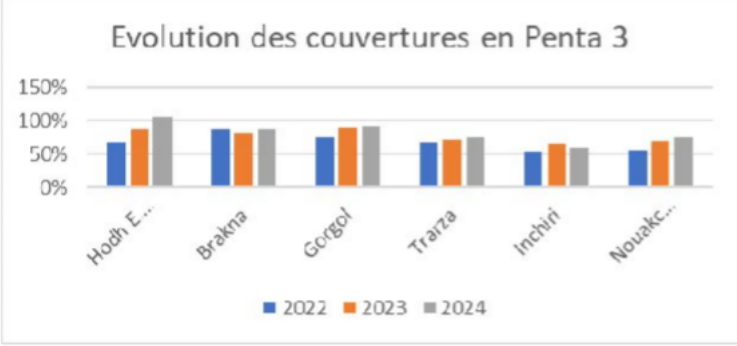 Evolution des couvertures en Penta 3
150%
100%
50%
0%
Hodh E... Brakna Gorgol Trarza Inchiri Nouakc...
2022 2023 2024